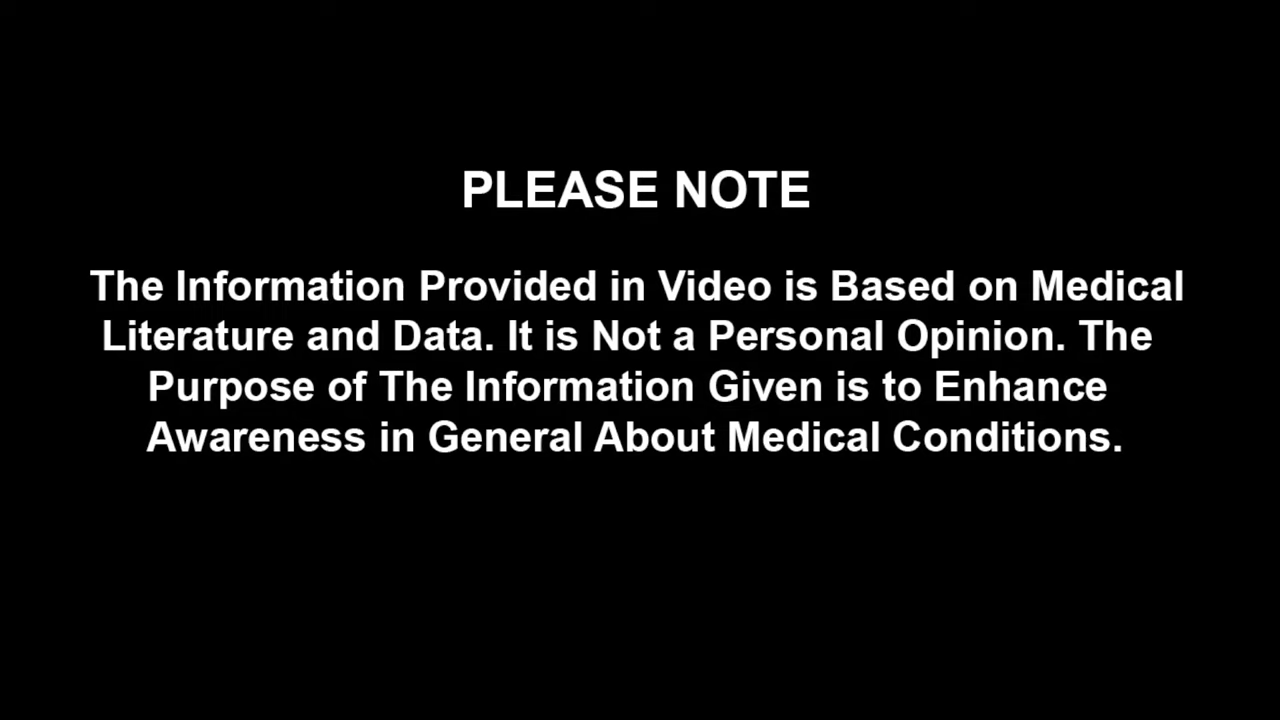 PLEASE NOTE
The Information Provided in Video is Based on Medical
Literature and Data. It is Not a Personal Opinion. The
Purpose of The Information Given is to Enhance
Awareness in General About Medical Conditions.